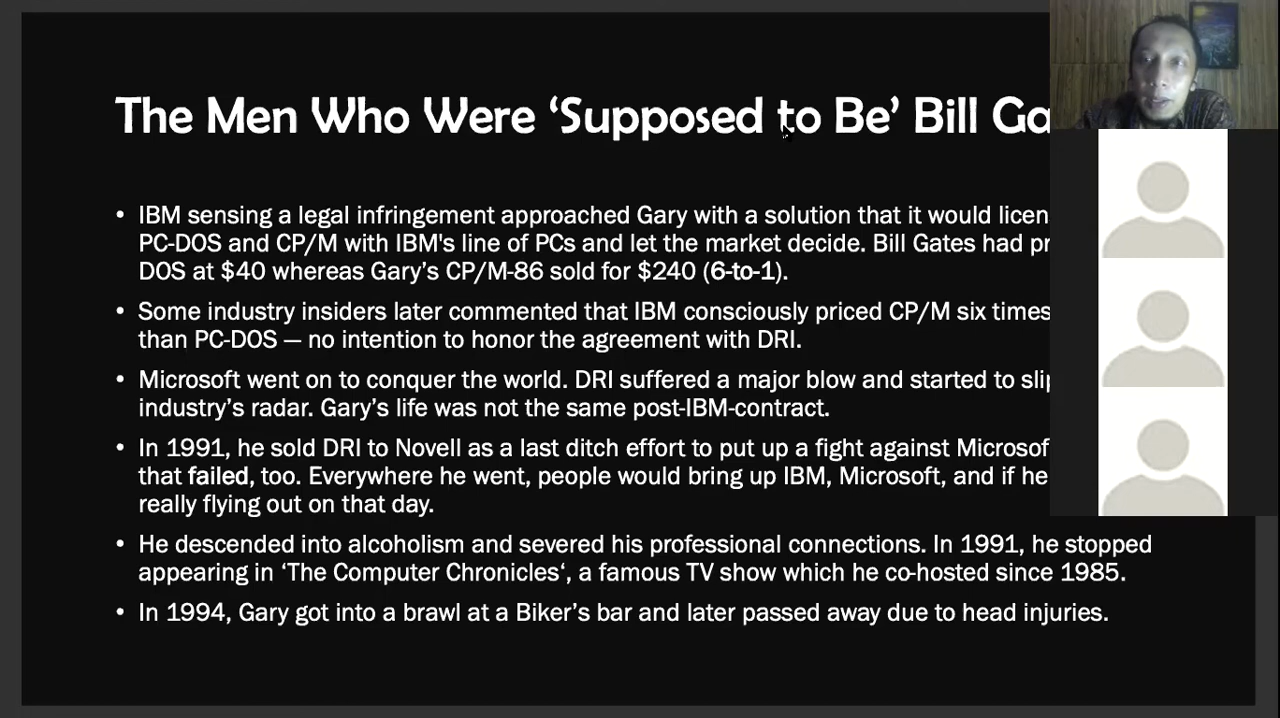 The Men Who Were ‘Supposed to Be’ Bill
• IBM sensing a legal infringement approached Gary with a solution that it would
PC-DOS and CP/M with IBM's line of PCs and let the market decide. Bill Gates had
DOS at $40 whereas Gary’s CP/M-86 sold for $240 (6-to-1).
• Some industry insiders later commented that IBM consciously priced CP/M six times
than PC-DOS — no intention to honor the agreement with DRI.
• Microsoft went on to conquer the world. DRI suffered a major blow and started to
industry’s radar. Gary’s life was not the same post-IBM-contract.
• In 1991, he sold DRI to Novell as a last ditch effort to put up a fight against
that failed, too. Everywhere he went, people would bring up IBM, Microsoft, and if he
really flying out on that day.
• He descended into alcoholism and severed his professional connections. In 1991, he stopped
appearing in ‘The Computer Chronicles‘, a famous TV show which he co-hosted since 1985.
• In 1994, Gary got into a brawl at a Biker’s bar and later passed away due to head injuries.